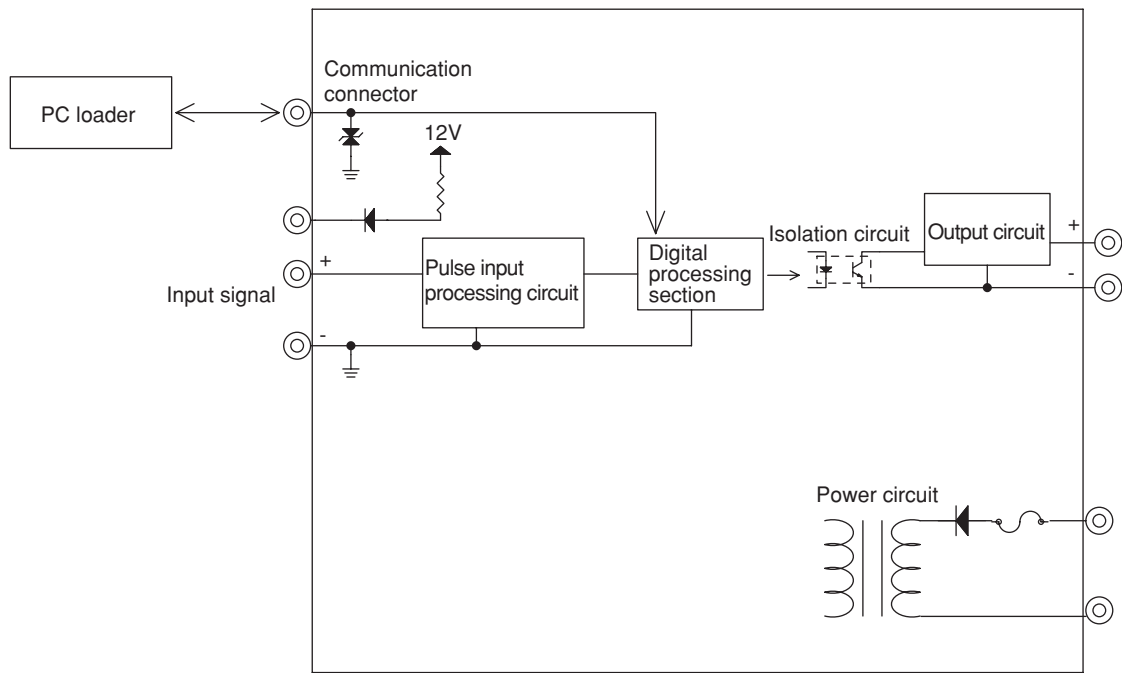 Communication
connector
PC loader
12V
Isolation circuit
Output circuit
+
-
+
Pulse input
processing circuit
Digital
processing
section
Input signal
-
Power circuit